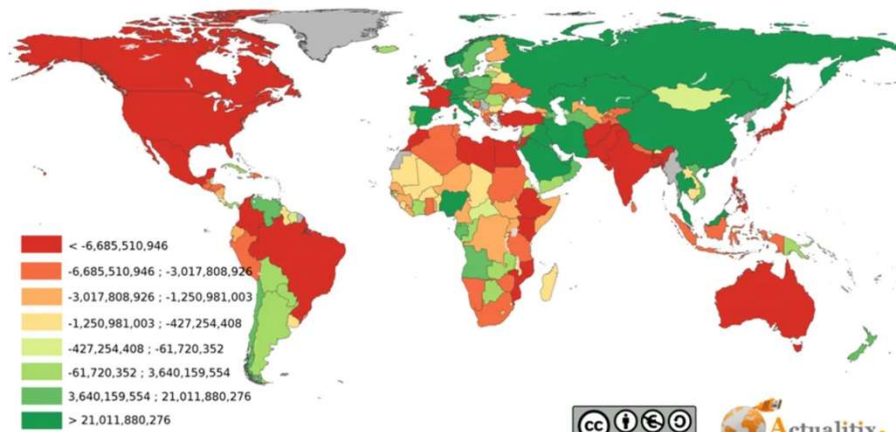 < -6,685,510,946
-6,685,510,946 ; -3,017,808,926
-3,017,808,926 ; -1,250,981,003
-1,250,981,003 ; -427,254,408
-427,254,408 ; -61,720,352
-61,720,352 ; 3,640,159,554
3,640,159,554 ; 21,011,880,276
> 21,011,880,276
cc
Actualitix